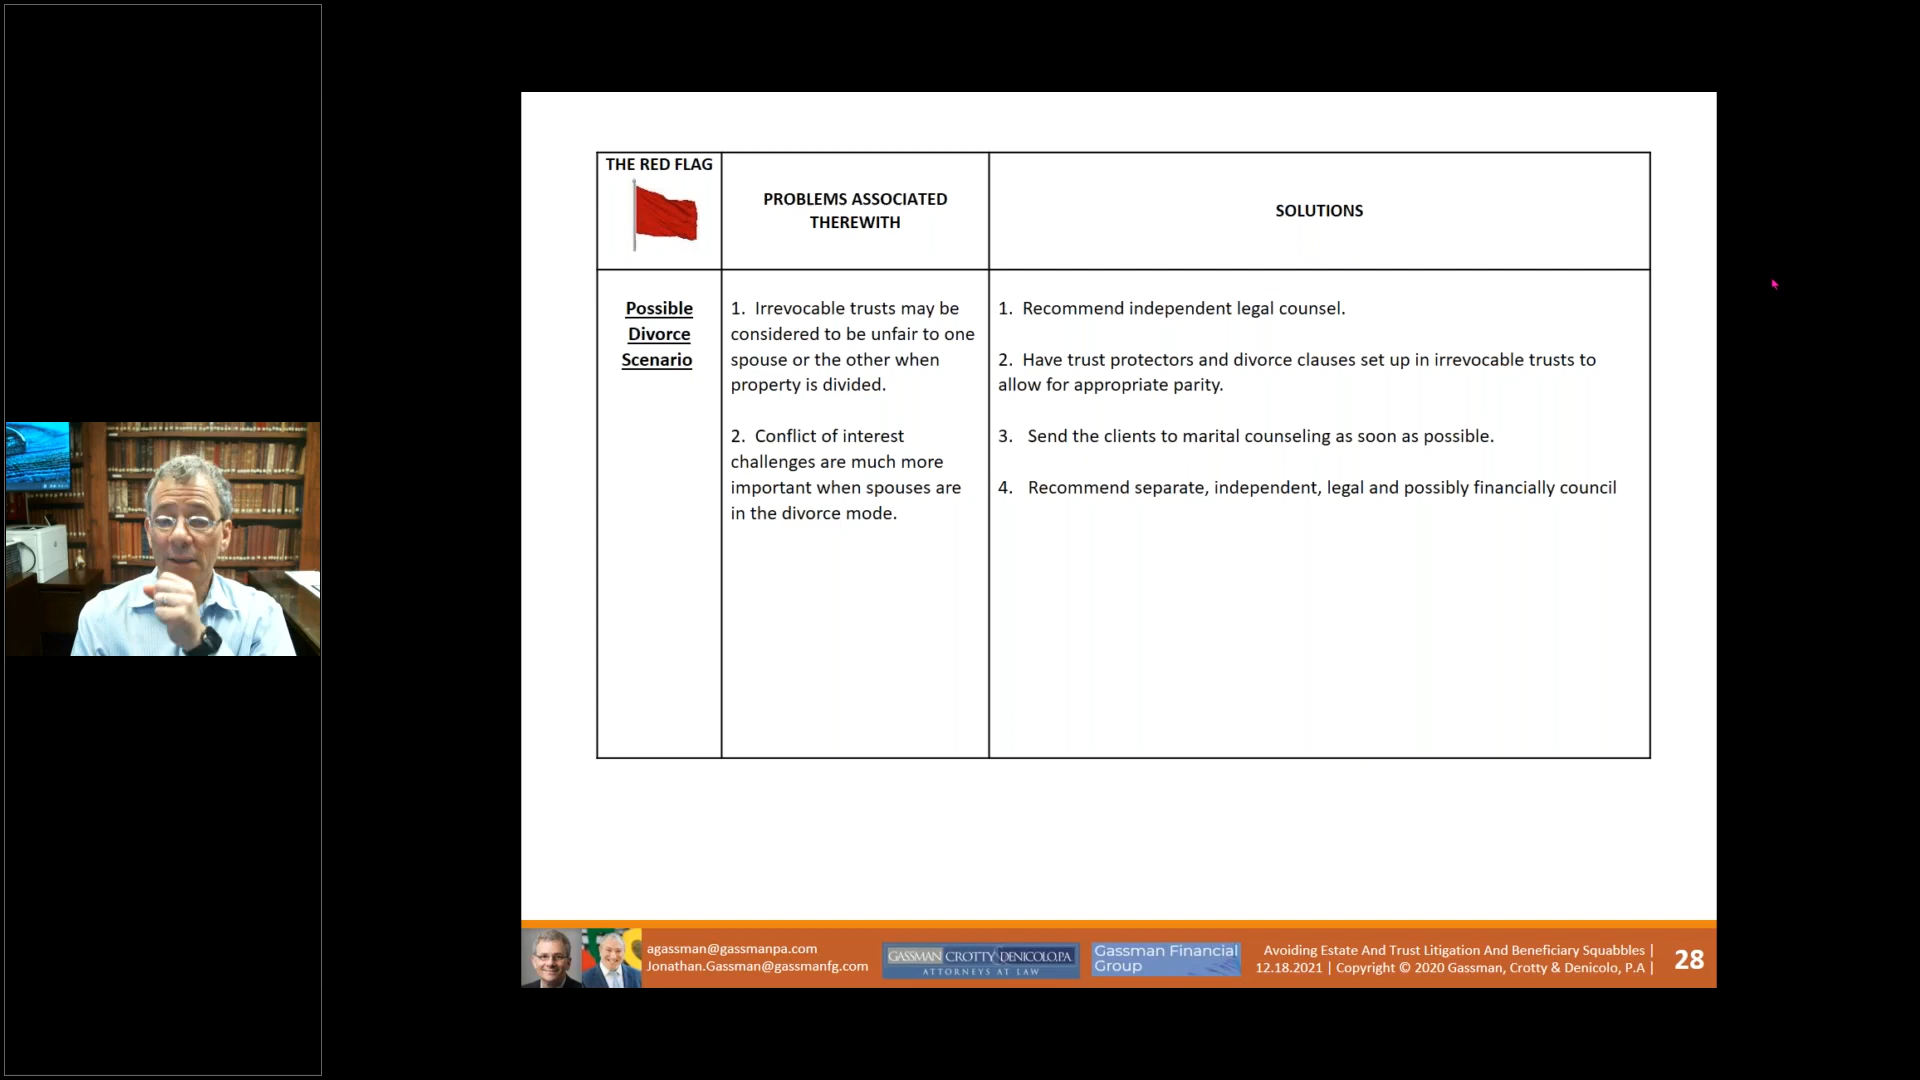 THE RED FLAG
PROBLEMS ASSOCIATED
THEREWITH
SOLUTIONS
Possible
Divorce
Scenario
1. Irrevocable trusts may be
considered to be unfair to one
spouse or the other when
property is divided.
2. Conflict of interest
challenges are much more
important when spouses are
in the divorce mode.
1. Recommend independent legal counsel.
2. Have trust protectors and divorce clauses set up in irrevocable trusts to
allow for appropriate parity.
3. Send the clients to marital counseling as soon as possible.
4. Recommend separate, independent, legal and possibly financially council
agassman@gassmanpa.com
Jonathan.Gassman@gassmanfg.com
GASSMAN CROTTY DENICOLO, P.A.
ATTORNEYS AT LAW
Gassman Financial
Group
Avoiding Estate And Trust Litigation And Beneficiary Squabbles |
12.18.2021 | Copyright © 2020 Gassman, Crotty & Denicolo, P.A |
28